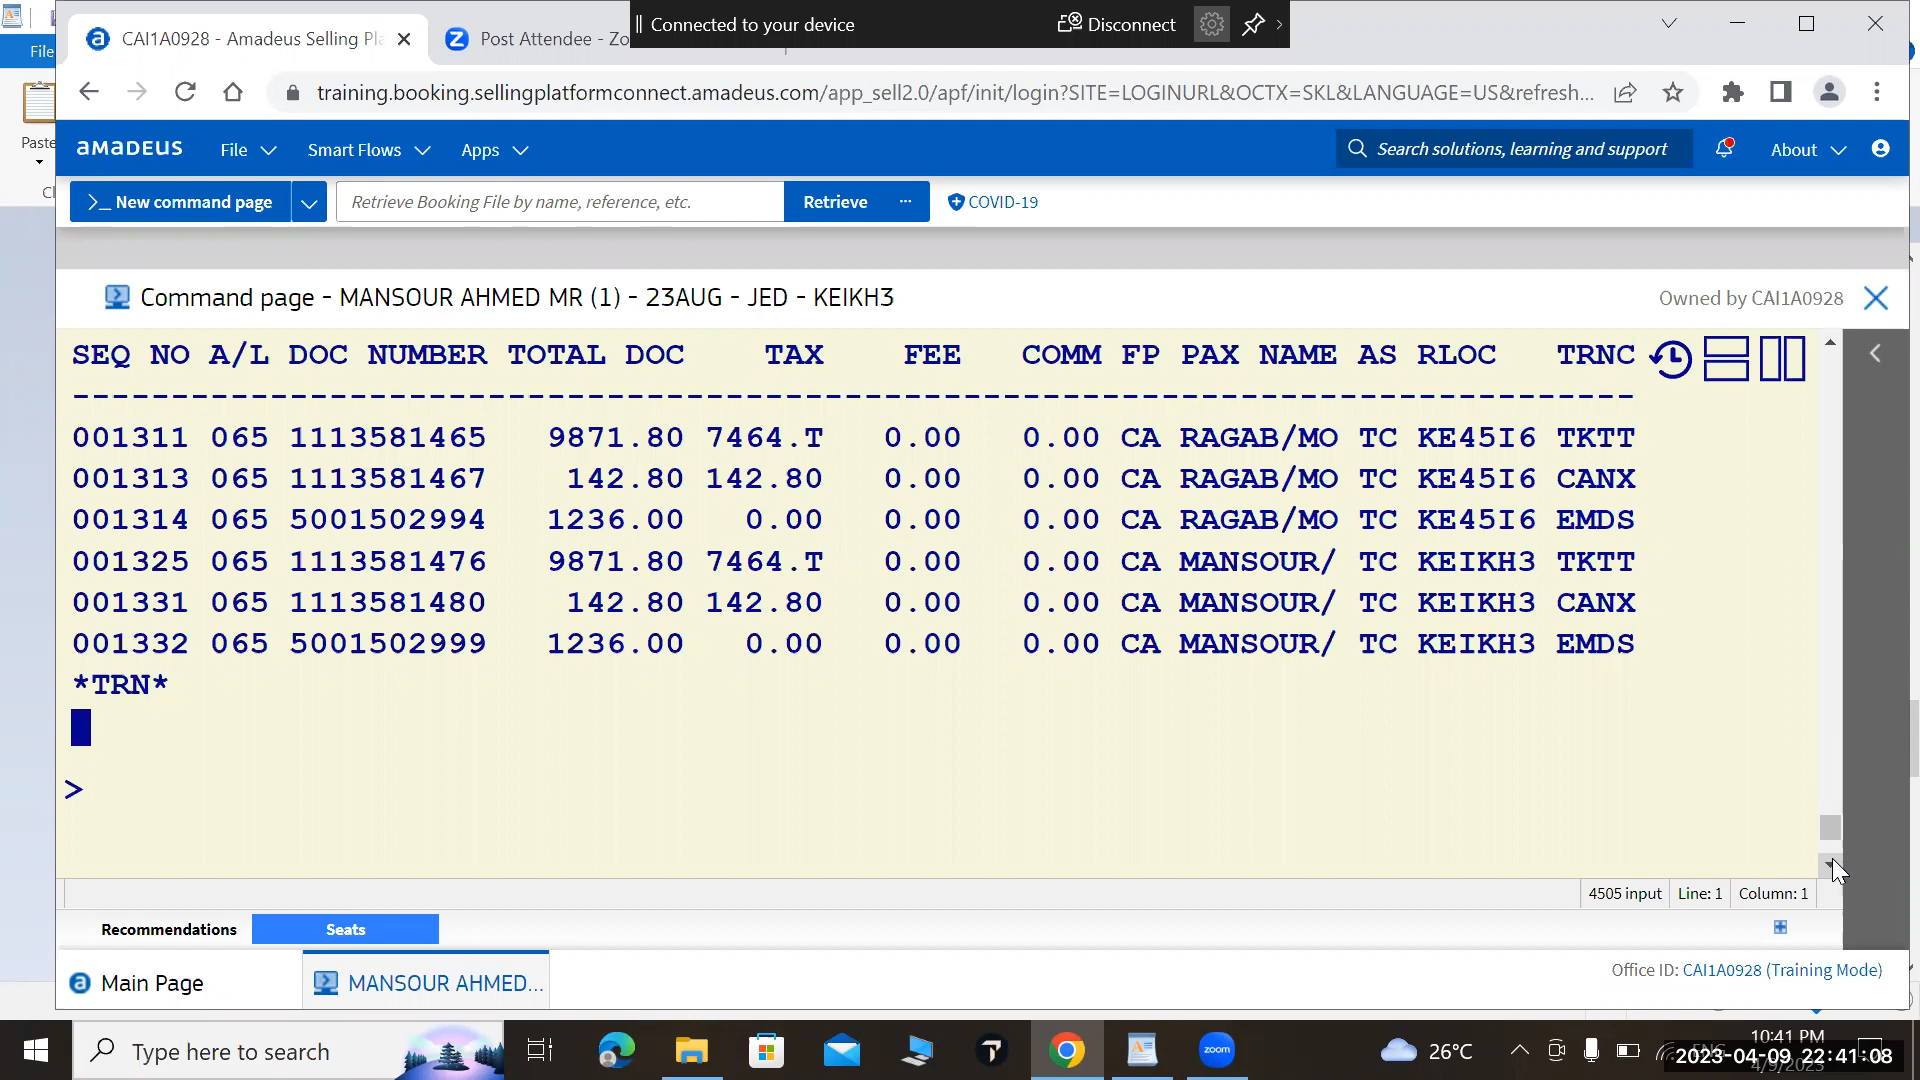 File
Paste
Cl
CAI1A0928 - Amadeus Selling Pla
Post Attendee - Zo
Connected to your device
Disconnect
training.booking.sellingplatformconnect.amadeus.com/app_sell2.0/apf/init/login?SITE=LOGINURL&OCTX=SKL&LANGUAGE=US&refresh...
amadeus
File
Smart Flows
Apps
Search solutions, learning and support
About
>_ New command page
Retrieve Booking File by name, reference, etc.
Retrieve
...
COVID-19
Command page - MANSOUR AHMED MR (1) - 23AUG - JED - KEIKH3
Owned by CAI1A0928
SEQ NO A/L DOC NUMBER TOTAL DOC TAX FEE COMM FP PAX NAME AS RLOC TRNC
-------------------------------------------------------------------------------
001311 065 1113581465 9871.80 7464.T 0.00 0.00 CA RAGAB/MO TC KE45I6 TKTT
001313 065 1113581467 142.80 142.80 0.00 0.00 CA RAGAB/MO TC KE45I6 CANX
001314 065 5001502994 1236.00 0.00 0.00 0.00 CA RAGAB/MO TC KE45I6 EMDS
001325 065 1113581476 9871.80 7464.T 0.00 0.00 CA MANSOUR/ TC KEIKH3 TKTT
001331 065 1113581480 142.80 142.80 0.00 0.00 CA MANSOUR/ TC KEIKH3 CANX
001332 065 5001502999 1236.00 0.00 0.00 0.00 CA MANSOUR/ TC KEIKH3 EMDS
*TRN*
>
4505 input
Line: 1
Column: 1
Recommendations
Seats
Main Page
MANSOUR AHMED...
Office ID: CAI1A0928 (Training Mode)
Type here to search
zoom
26°C
10:41 PM
2023-04-09 22:41:08
4/9/2023